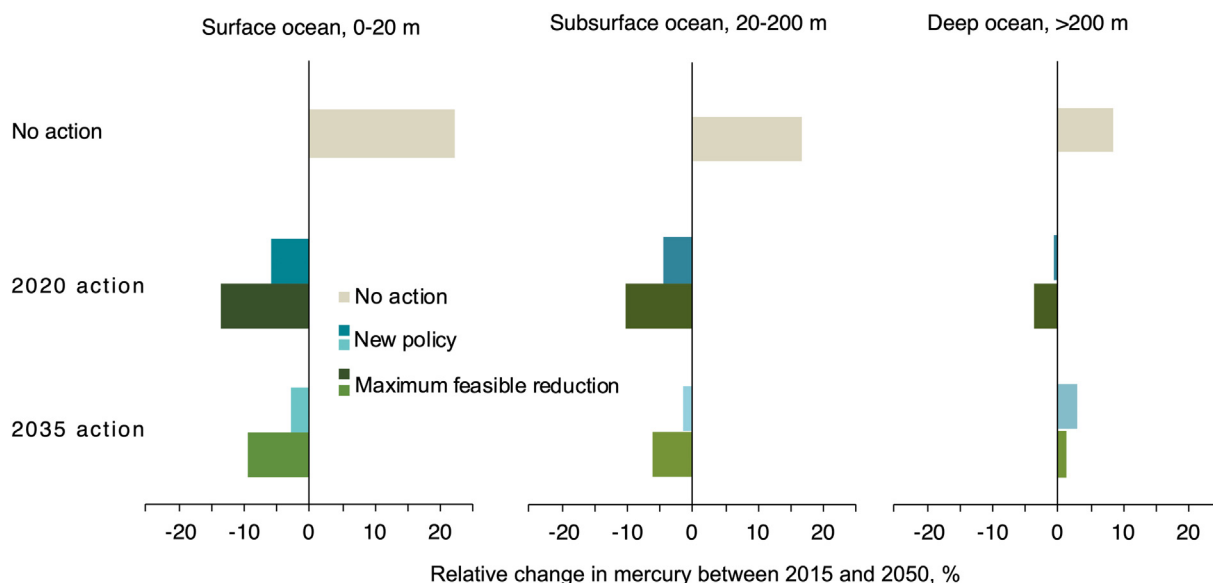 Surface ocean, 0-20 m
Subsurface ocean, 20-200 m
Deep ocean, >200 m
No action
2020 action
2035 action
No action
New policy
Maximum feasible reduction
-20 -10 0 10 20
-20 -10 0 10 20
-20 -10 0 10 20
Relative change in mercury between 2015 and 2050, %